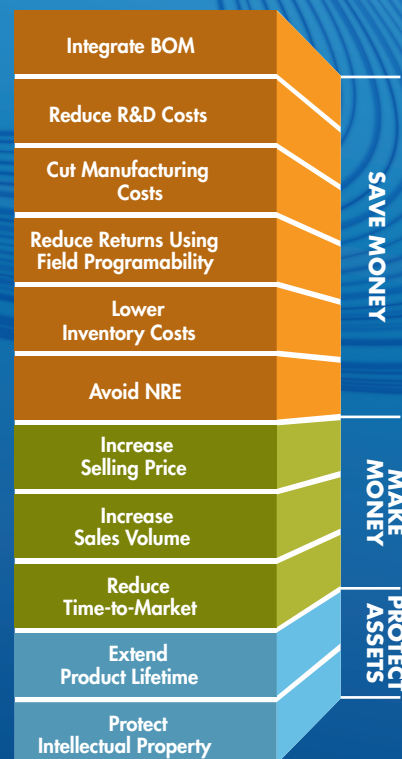 Integrate BOM
Reduce R&D Costs
Cut Manufacturing
Costs
Reduce Returns Using
Field Programability
Lower
Inventory Costs
Avoid NRE
Increase
Selling Price
Increase
Sales Volume
Reduce
Time-to-Market
Extend
Product Lifetime
Protect
Intellectual Property
SAVE MONEY
MAKE
MONEY
PROTECT
ASSETS